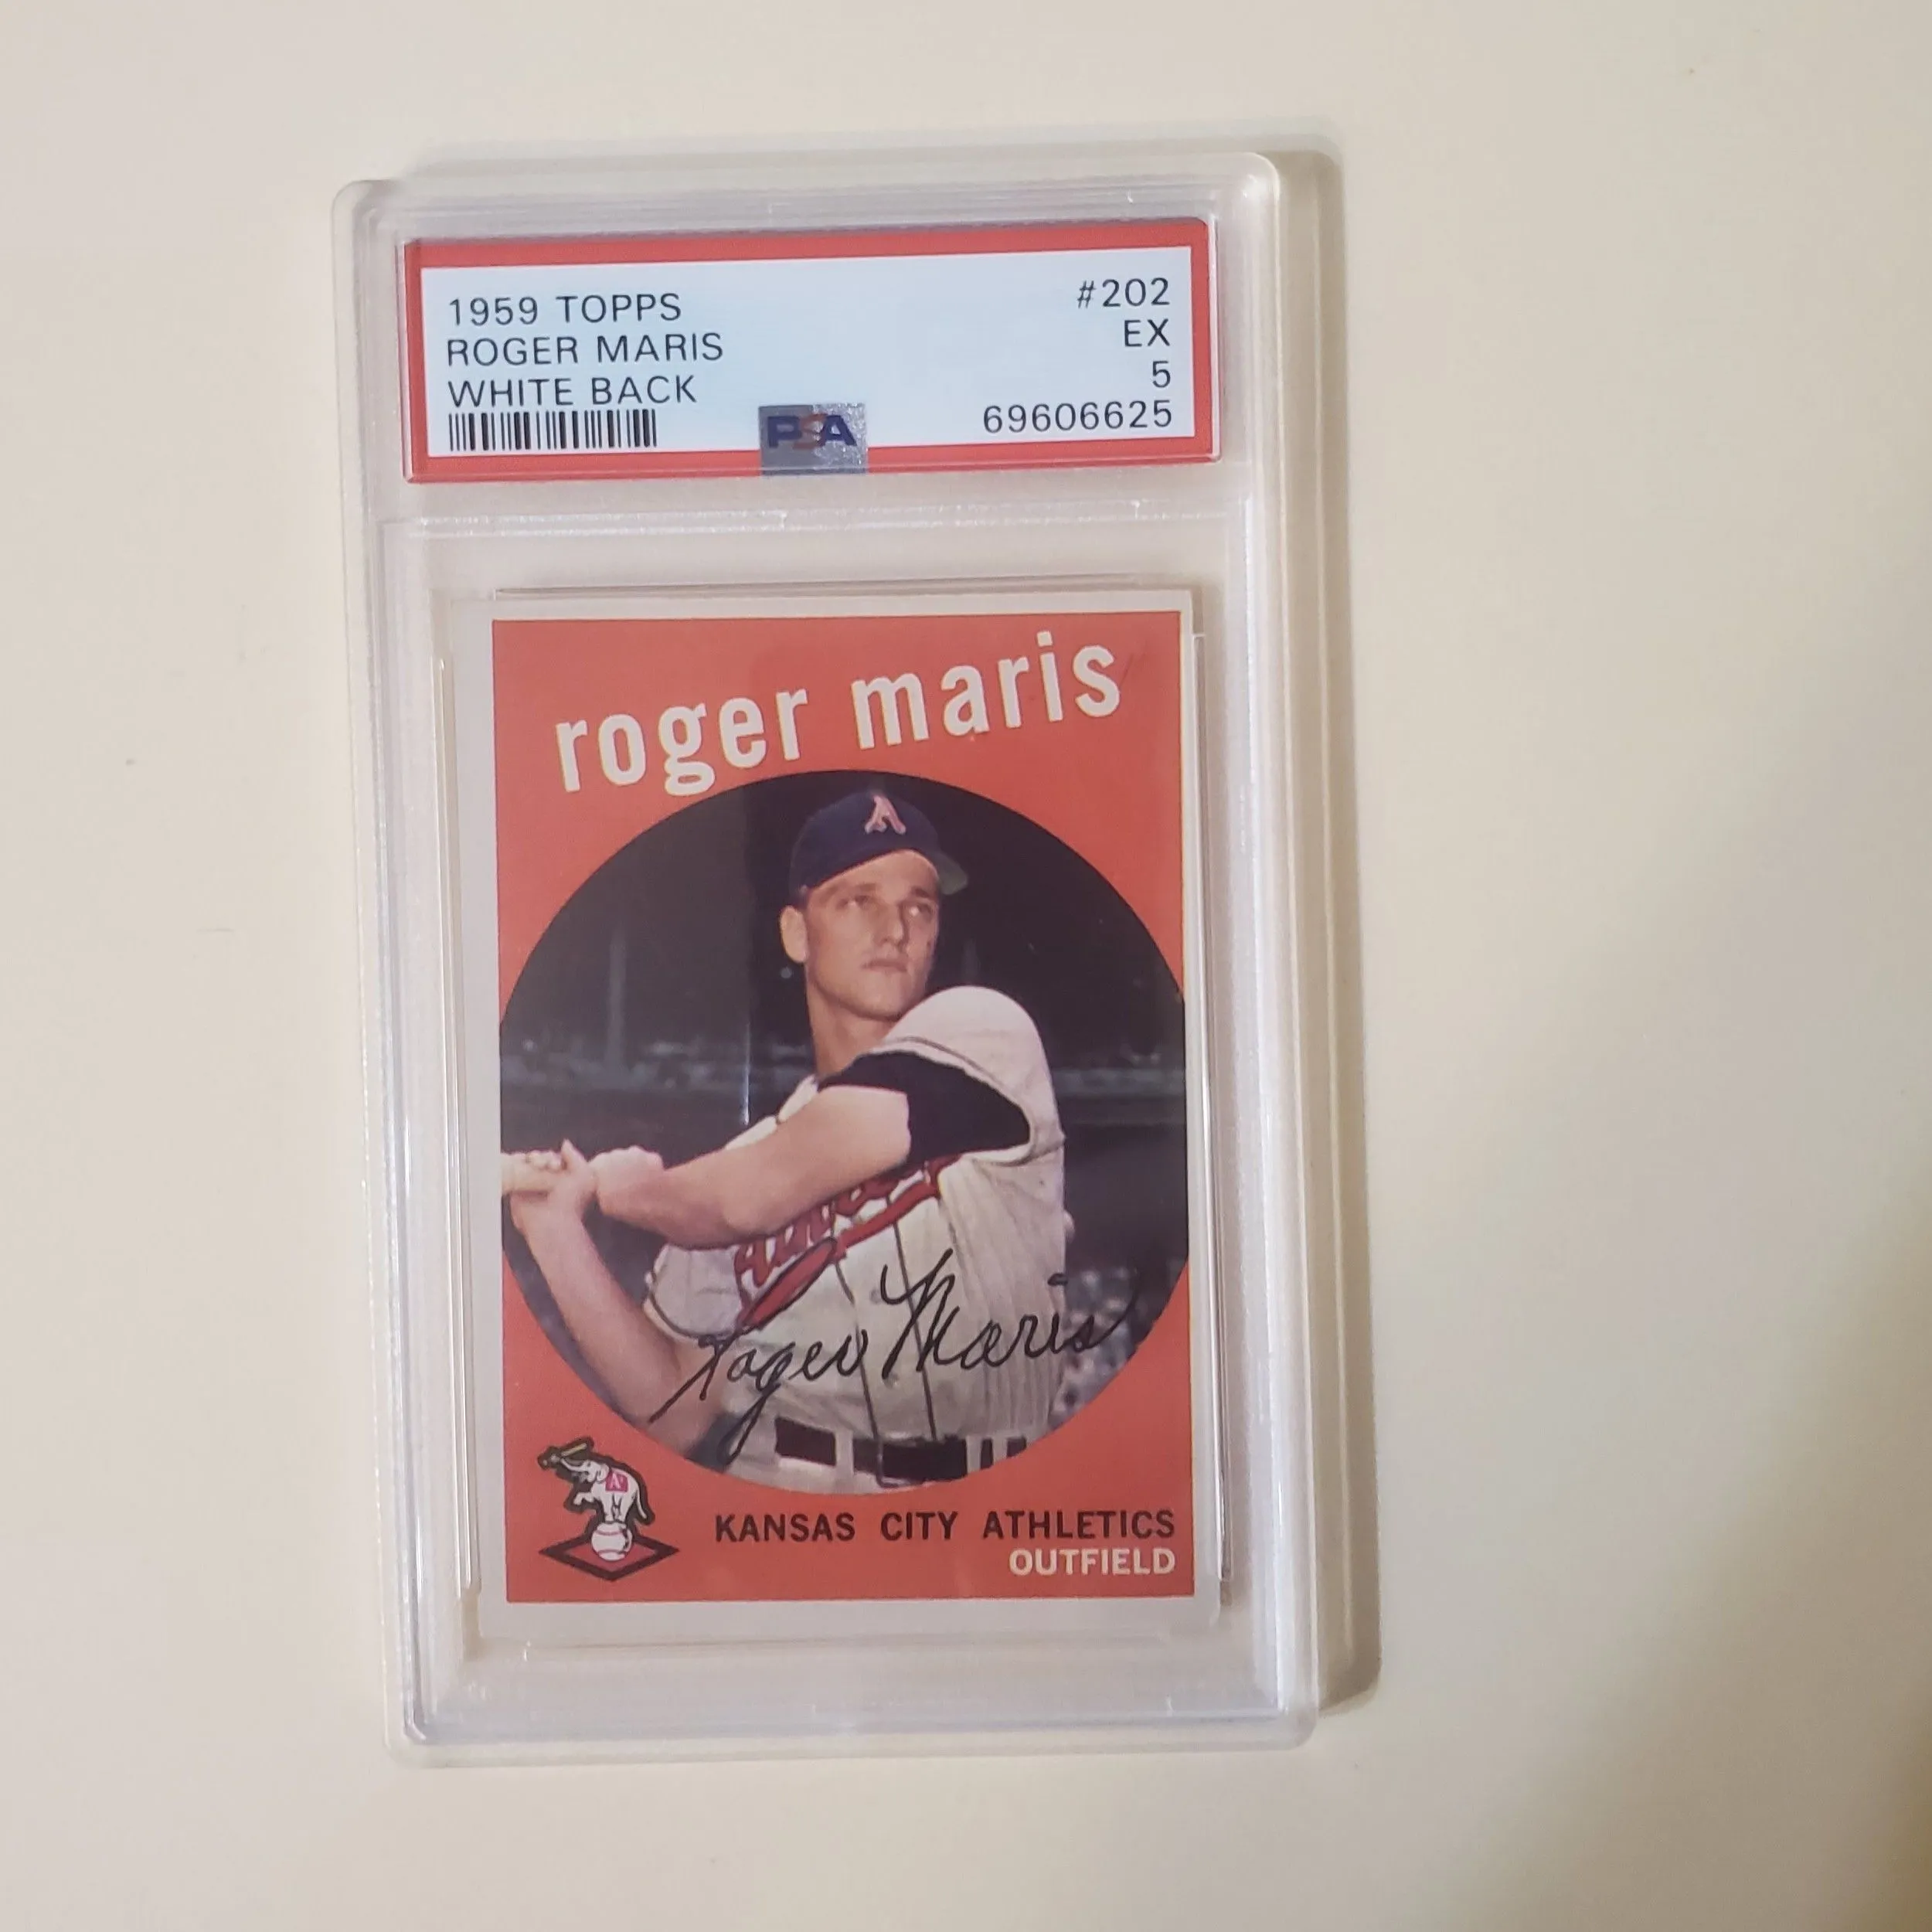 1959 TOPPS #202
ROGER MARIS EX
WHITE BACK 5
PSA 69606625
roger maris
A
Roger Maris
A
KANSAS CITY ATHLETICS
OUTFIELD